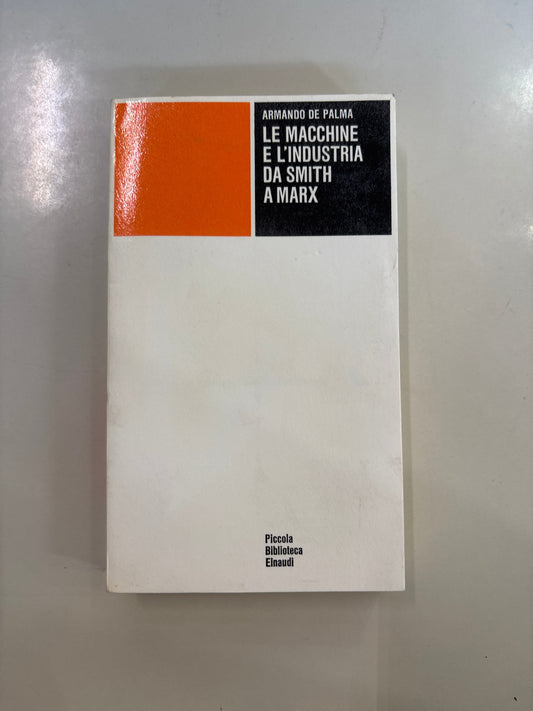 ARMANDO DE PALMA
LE MACCHINE
E L'INDUSTRIA
DA SMITH
A MARX
Piccola
Biblioteca
Einaudi